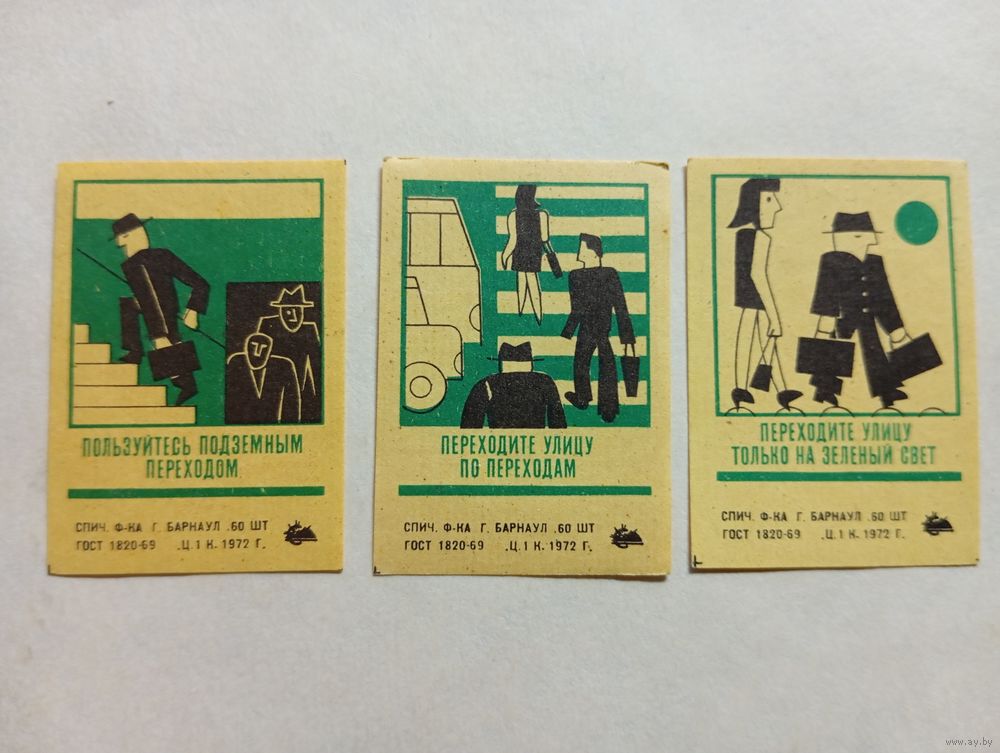 ПОЛЬЗУЙТЕСЬ ПОДЗЕМНЫМ
ПЕРЕХОДОМ.
СПИЧ. Ф-КА Г. БАРНАУЛ .60 ШТ
ГОСТ 1820-69 .Ц.1 К. 1972 Г.
ПЕРЕХОДИТЕ УЛИЦУ
ПО ПЕРЕХОДАМ
СПИЧ. Ф-КА Г. БАРНАУЛ .60 ШТ
ГОСТ 1820-69 .Ц.1 К. 1972 Г.
ПЕРЕХОДИТЕ УЛИЦУ
ТОЛЬКО НА ЗЕЛЕНЫЙ СВЕТ
СПИЧ. Ф-КА Г. БАРНАУЛ .60 ШТ
ГОСТ 1820-69 .Ц.1 К. 1972 Г.
www.ay.by